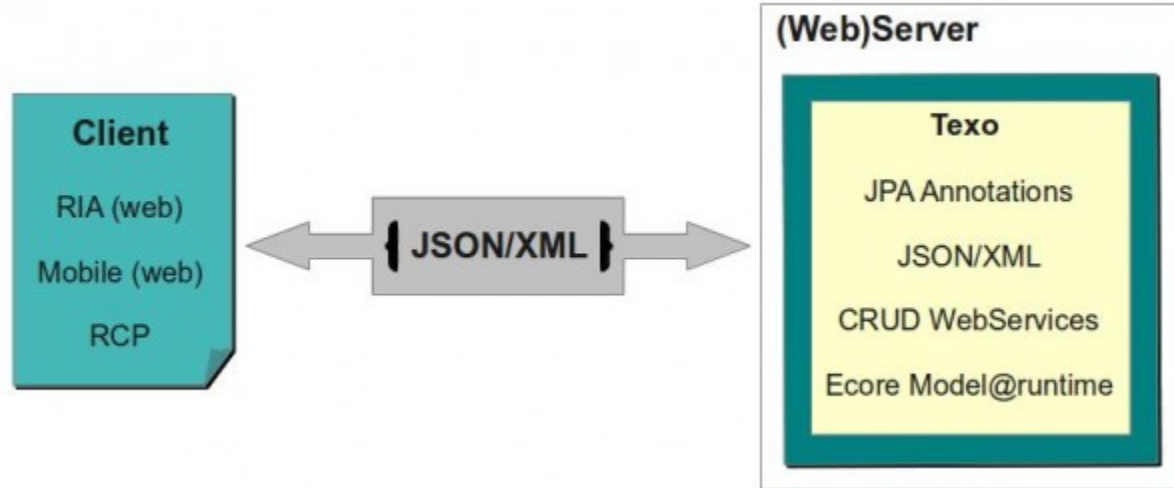 Client
RIA (web)
Mobile (web)
RCP
{ JSON/XML }
(Web)Server
Texo
JPA Annotations
JSON/XML
CRUD WebServices
Ecore Model@runtime